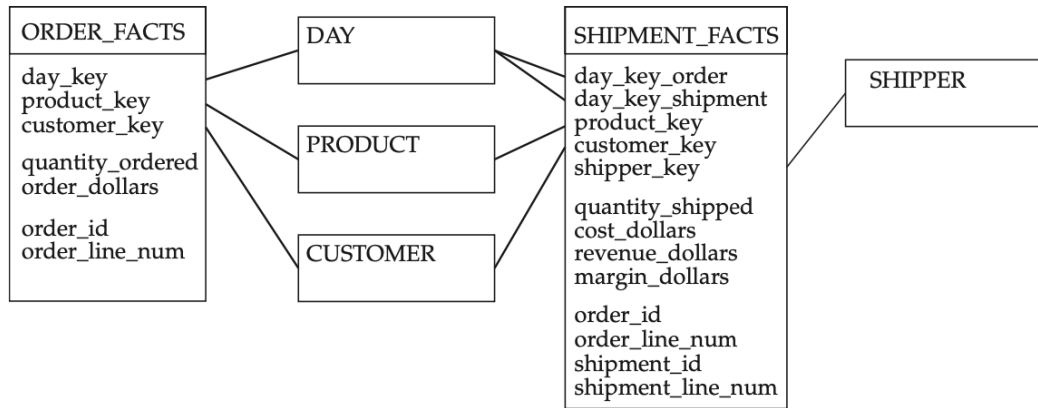 ORDER_FACTS
day_key
product_key
customer_key
quantity_ordered
order_dollars
order_id
order_line_num
DAY
PRODUCT
CUSTOMER
SHIPMENT_FACTS
day_key_order
day_key_shipment
product_key
customer_key
shipper_key
quantity_shipped
cost_dollars
revenue_dollars
margin_dollars
order_id
order_line_num
shipment_id
shipment_line_num
SHIPPER